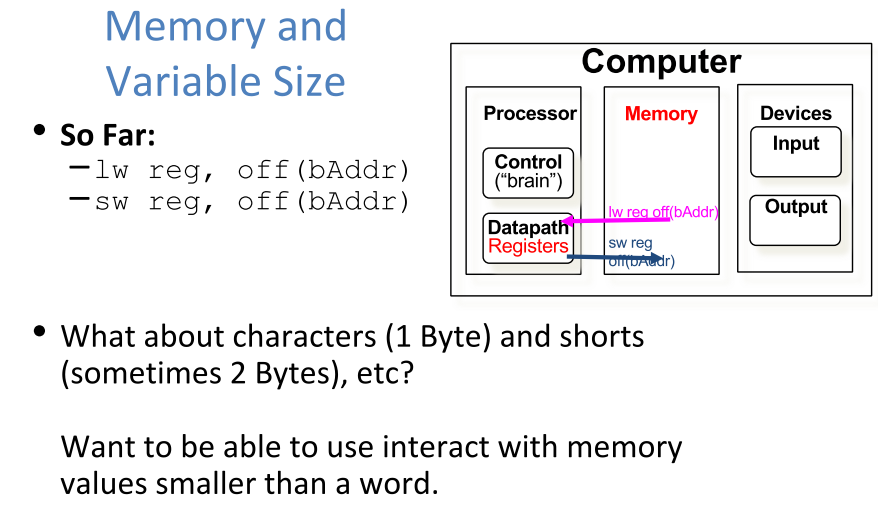 Memory and
Variable Size
• So Far:
–lw reg, off(bAddr)
–sw reg, off(bAddr)
Computer
Processor
Control
(“brain”)
Datapath
Registers
Memory
lw reg off(bAddr)
sw reg
off(bAddr)
Devices
Input
Output
• What about characters (1 Byte) and shorts
(sometimes 2 Bytes), etc?
Want to be able to use interact with memory
values smaller than a word.